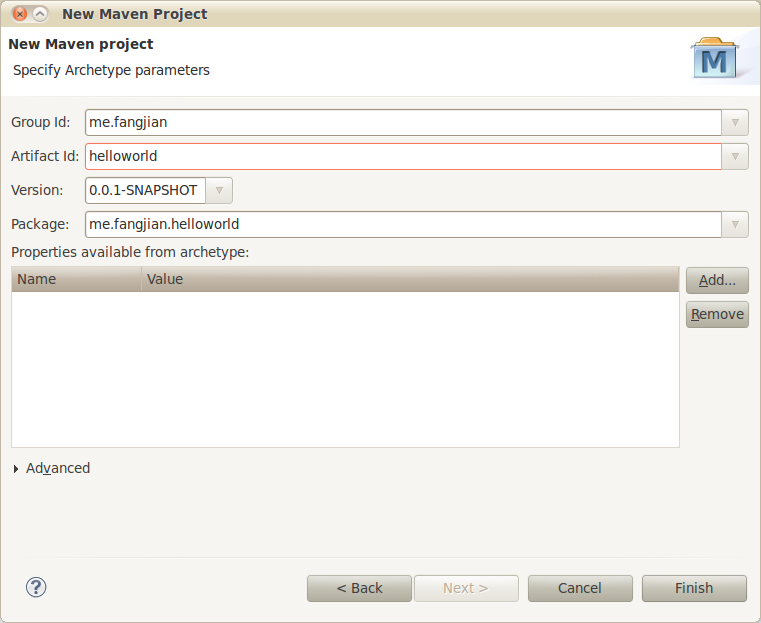 New Maven Project
New Maven project
Specify Archetype parameters
M
Group Id: me.fangjian
Artifact Id: helloworld
Version: 0.0.1-SNAPSHOT
Package: me.fangjian.helloworld
Properties available from archetype:
Name Value
Add...
Remove
Advanced
? < Back Next > Cancel Finish